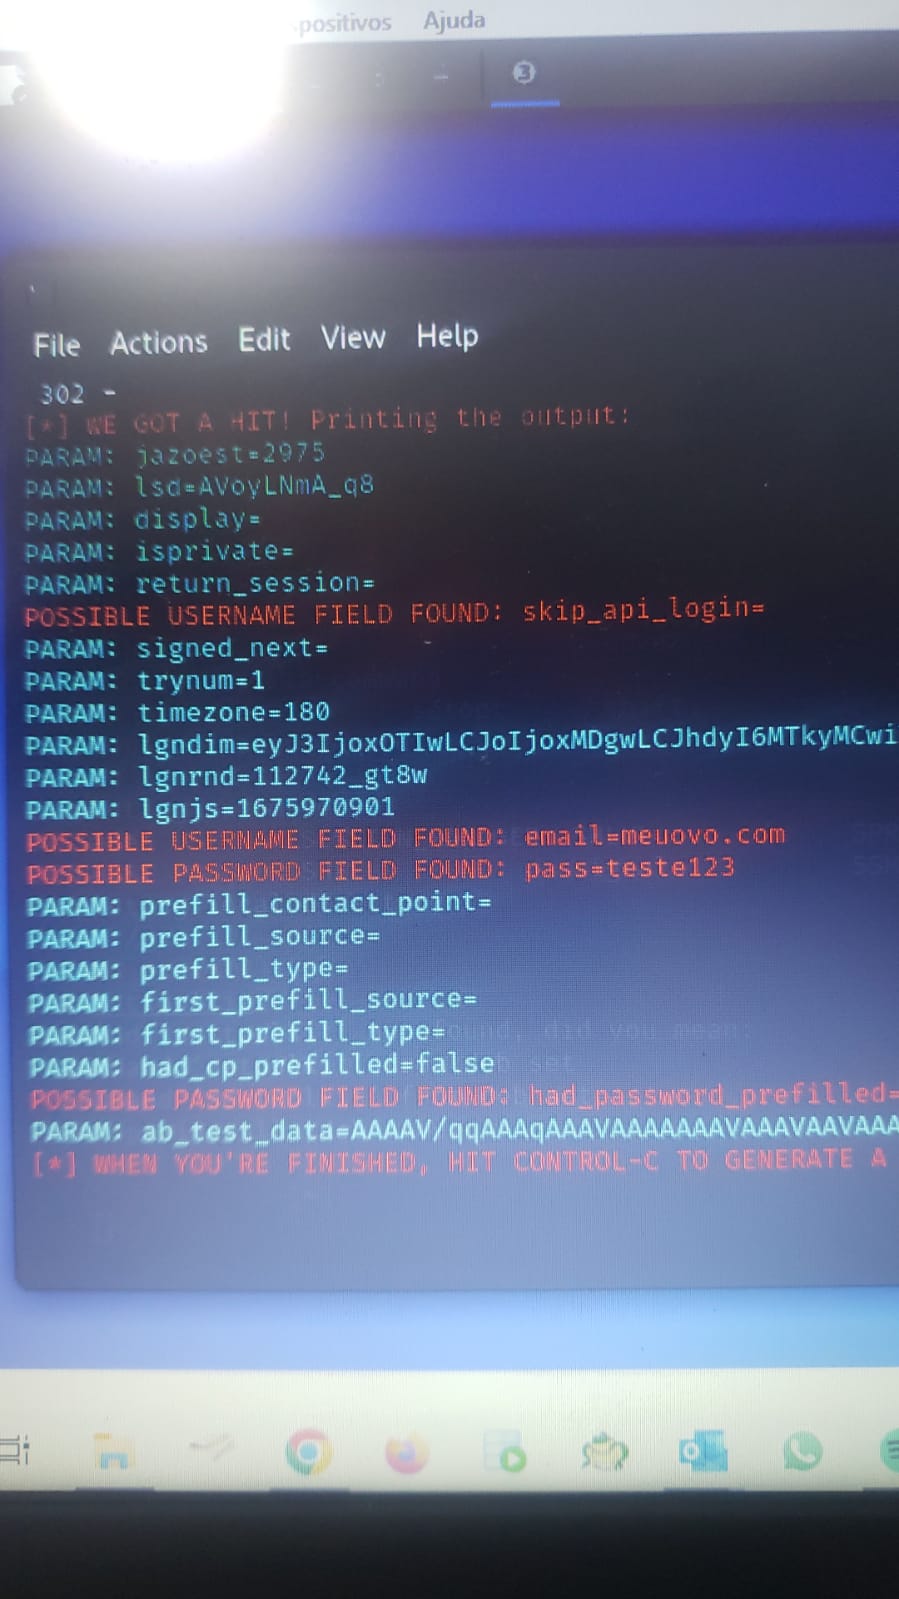 Ajuda
3
File Actions Edit View Help
302 -
[*] WE GOT A HIT! Printing the output:
PARAM: jazoest=2975
PARAM: lsd=AVoyLNmA_q8
PARAM: display=
PARAM: isprivate=
PARAM: return_session=
POSSIBLE USERNAME FIELD FOUND: skip_api_login=
PARAM: signed_next=
PARAM: trynum=1
PARAM: timezone=180
PARAM: lgndim=eyJ3IjoxOTIwLCJoIjoxMDgwLCJhdyI6MTkyMCwi
PARAM: lgnrnd=112742_gt8w
PARAM: lgnjs=1675970901
POSSIBLE USERNAME FIELD FOUND: email=meuovo.com
POSSIBLE PASSWORD FIELD FOUND: pass=teste123
PARAM: prefill_contact_point=
PARAM: prefill_source=
PARAM: prefill_type=
PARAM: first_prefill_source=
PARAM: first_prefill_type=
PARAM: had_cp_prefilled=false
POSSIBLE PASSWORD FIELD FOUND: had_password_prefilled=
PARAM: ab_test_data=AAAAV/qqAAAqAAAVAAAAAAAVAAAVAAVAAA
[*] WHEN YOU'RE FINISHED, HIT CONTROL-C TO GENERATE A